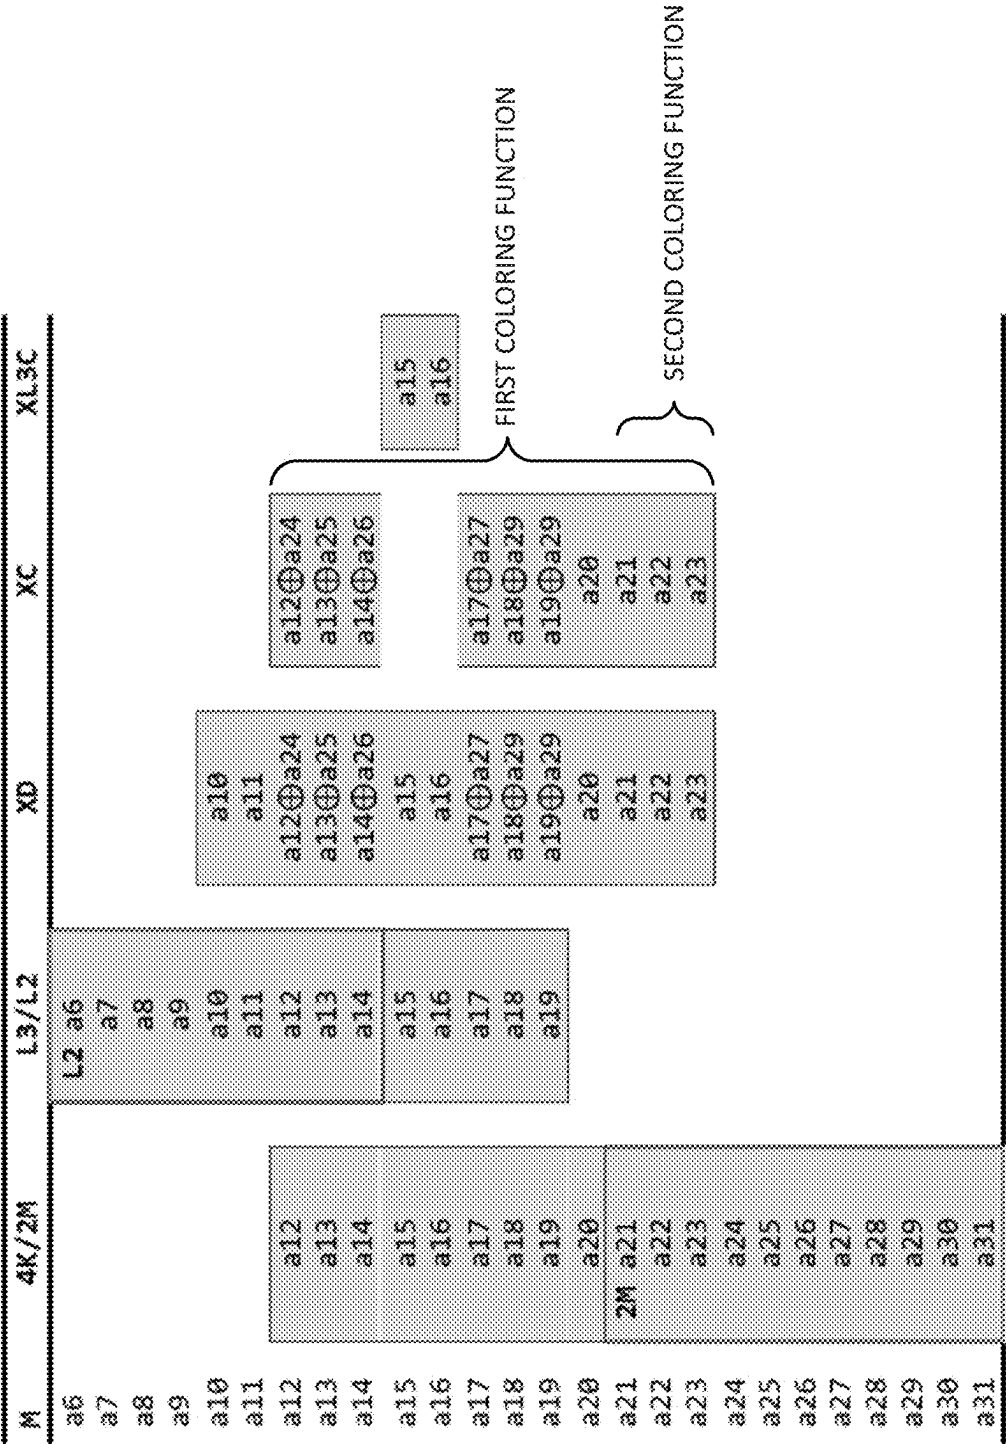 M 4K/2M L3/L2 XD XC XL3C
a6 L2 a6
a7 a7
a8 a8
a9 a9
a10 a10 a10
a11 a11 a11
a12 a12 a12 a12⊕a24 a12⊕a24
a13 a13 a13 a13⊕a25 a13⊕a25
a14 a14 a14 a14⊕a26 a14⊕a26
a15 a15 a15 a15 a15
a16 a16 a16 a16 a16
a17 a17 a17 a17⊕a27 a17⊕a27
a18 a18 a18 a18⊕a29 a18⊕a29 FIRST COLORING FUNCTION
a19 a19 a19 a19⊕a29 a19⊕a29
a20 a20 a20 a20
a21 2M a21 a21 a21
a22 a22 a22 a22 SECOND COLORING FUNCTION
a23 a23 a23 a23
a24 a24
a25 a25
a26 a26
a27 a27
a28 a28
a29 a29
a30 a30
a31 a31